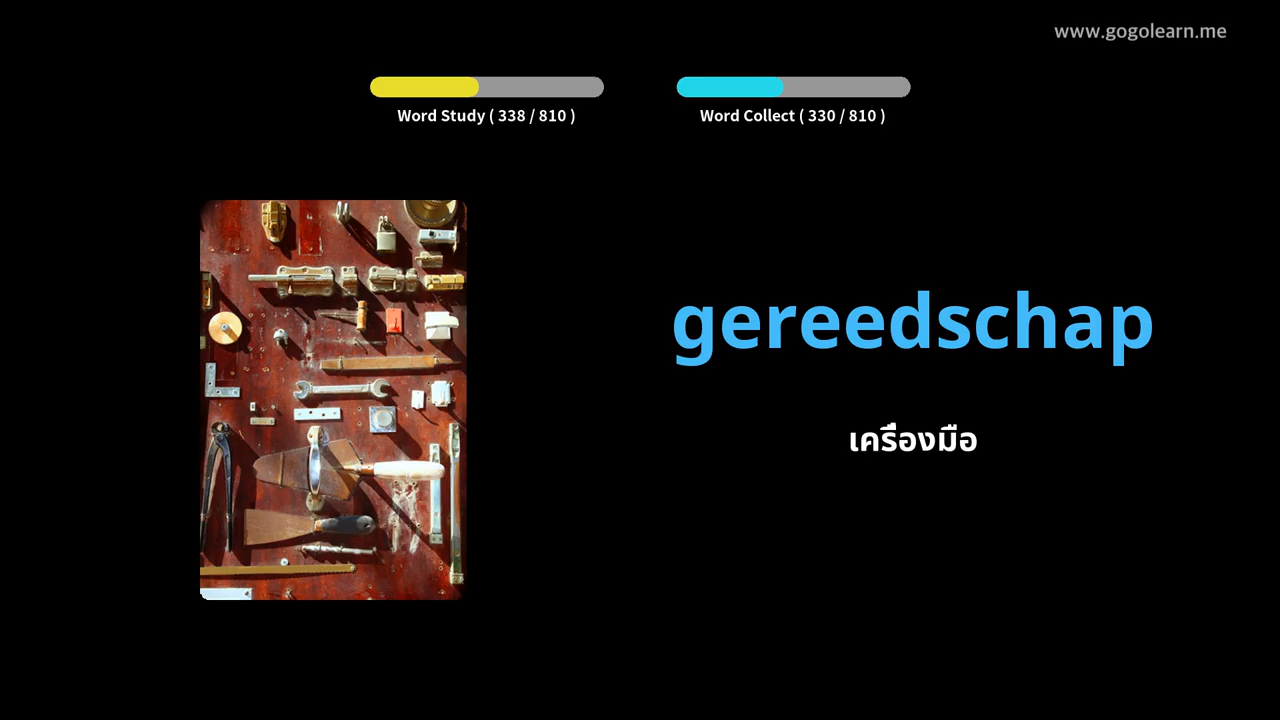 www.gogolearn.me
Word Study ( 338 / 810 )
Word Collect ( 330 / 810 )
gereedschap
เครื่องมือ